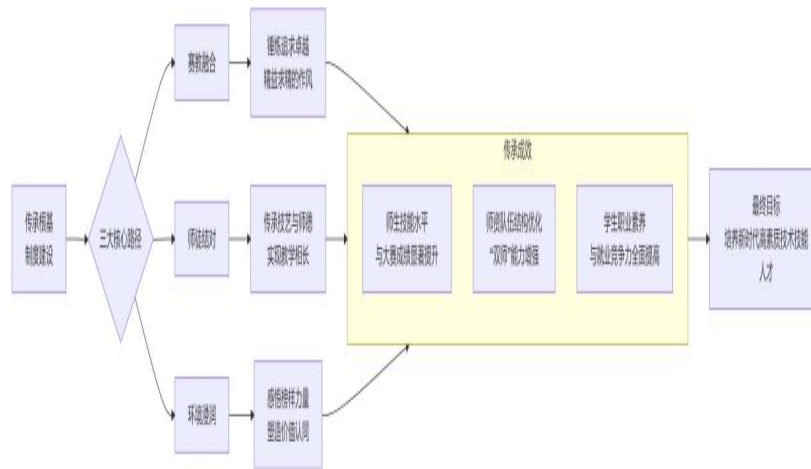 传承根基
制度建设
三大核心路径
赛教融合
锤炼追求卓越
精益求精的作风
师徒结对
传承技艺与师德
实现教学相长
环境浸润
感悟榜样力量
塑造价值认同
传承成效
师生技能水平
与大赛成绩显著提升
师资队伍结构优化
“双师”能力增强
学生职业素养
与就业竞争力全面提高
最终目标
培养新时代高素质技术技能
人才